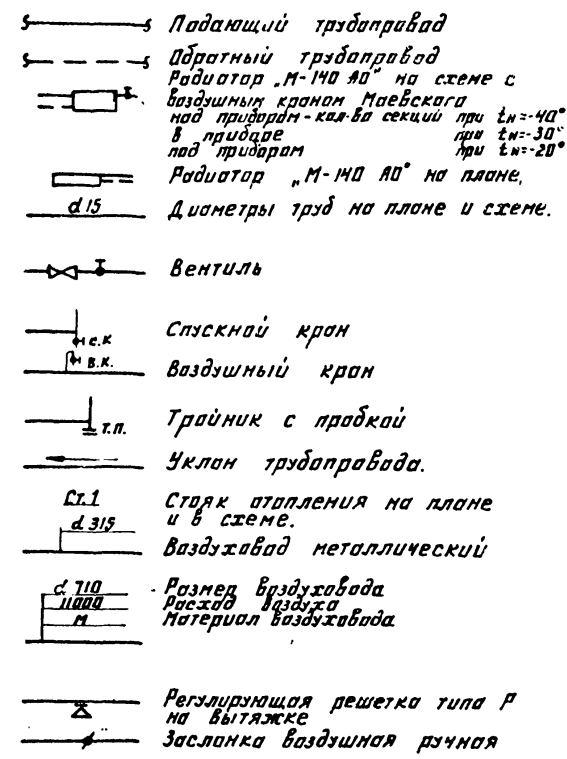 Подающий трубопровод
Обратный трубопровод
Радиатор „М-140 АО" на схеме с
воздушным краном Маевского
над прибором - кол-во секций при tн=-40°
в приборе при tн=-30°
под прибором при tн=-20°
Радиатор „М-140 АО" на плане.
d 15 Диаметры труб на плане и схеме.
Вентиль
с.к Спускной кран
в.к. Воздушный кран
т.п. Тройник с пробкой
Уклон трубопровода.
Ст.1 Стояк отопления на плане
и в схеме.
d 315 Воздуховод металлический
d 710 Размер воздуховода
11000 Расход воздуха
М Материал воздуховода
Регулирующая решетка типа Р
на вытяжке
Заслонка воздушная ручная